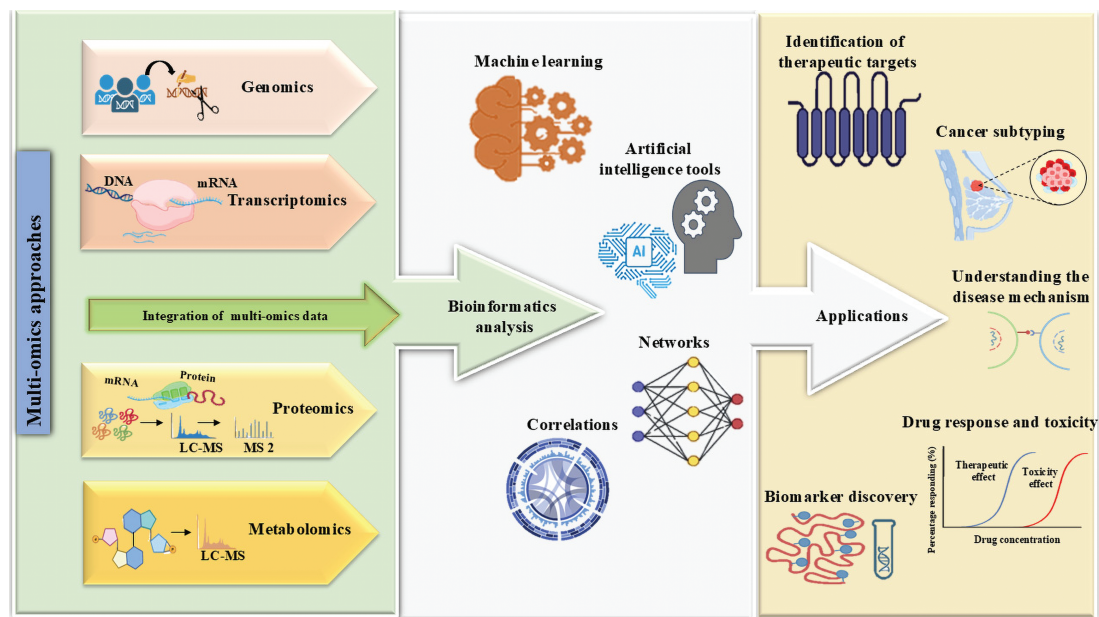 Multi-omics approaches
Genomics
DNA
mRNA
Transcriptomics
Integration of multi-omics data
mRNA
Protein
Proteomics
LC-MS
MS 2
Metabolomics
LC-MS
Machine learning
Artificial
intelligence tools
AI
Bioinformatics
analysis
Networks
Correlations
Identification of
therapeutic targets
Cancer subtyping
Applications
Understanding the
disease mechanism
Drug response and toxicity
Percentage responding (%)
Therapeutic
effect
Toxicity
effect
Drug concentration
Biomarker discovery